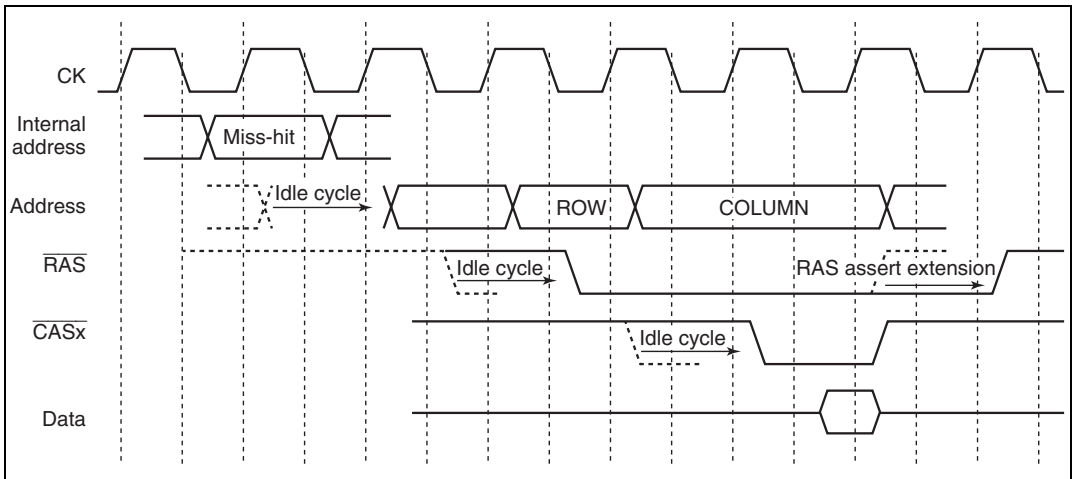 CK
Internal
address
Miss-hit
Address
Idle cycle
ROW
COLUMN
RAS
Idle cycle
RAS assert extension
CASx
Idle cycle
Data